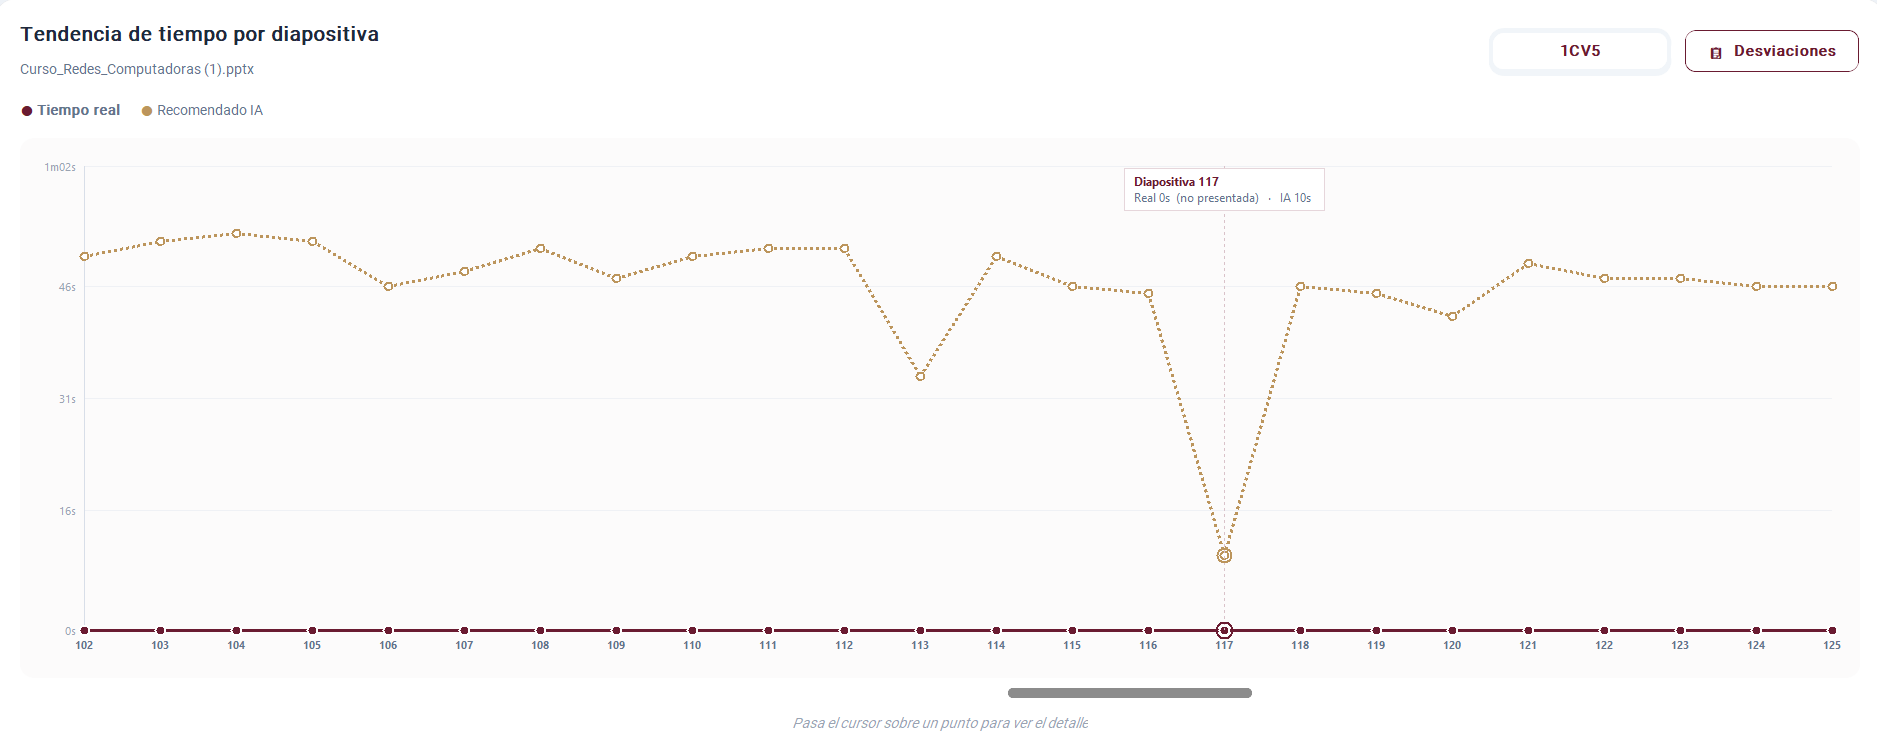 Tendencia de tiempo por diapositiva
Curso_Redes_Computadoras (1).pptx
1CV5
Desviaciones
Tiempo real
Recomendado IA
1m02s
46s
31s
16s
0s
Diapositiva 117
Real 0s (no presentada) · IA 10s
102 103 104 105 106 107 108 109 110 111 112 113 114 115 116 117 118 119 120 121 122 123 124 125
Pasa el cursor sobre un punto para ver el detalle